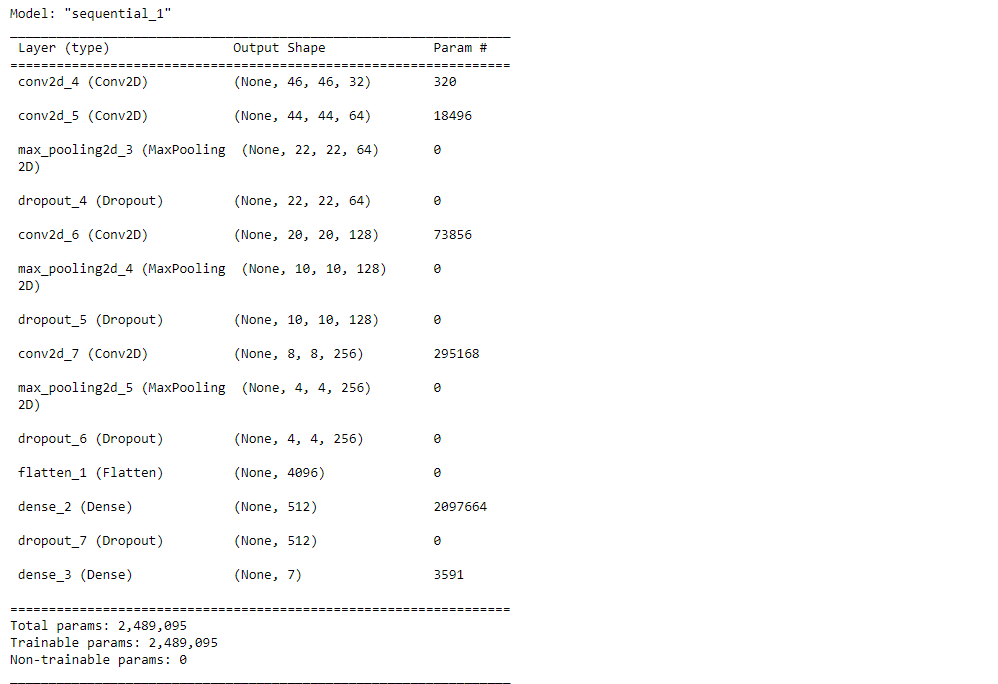 Model: "sequential_1"
_________________________________________________________________
Layer (type)                Output Shape              Param #
=================================================================
conv2d_4 (Conv2D)           (None, 46, 46, 32)        320
conv2d_5 (Conv2D)           (None, 44, 44, 64)        18496
max_pooling2d_3 (MaxPooling  (None, 22, 22, 64)       0
2D)
dropout_4 (Dropout)         (None, 22, 22, 64)        0
conv2d_6 (Conv2D)           (None, 20, 20, 128)       73856
max_pooling2d_4 (MaxPooling  (None, 10, 10, 128)      0
2D)
dropout_5 (Dropout)         (None, 10, 10, 128)       0
conv2d_7 (Conv2D)           (None, 8, 8, 256)         295168
max_pooling2d_5 (MaxPooling  (None, 4, 4, 256)        0
2D)
dropout_6 (Dropout)         (None, 4, 4, 256)         0
flatten_1 (Flatten)         (None, 4096)              0
dense_2 (Dense)             (None, 512)               2097664
dropout_7 (Dropout)         (None, 512)               0
dense_3 (Dense)             (None, 7)                 3591
=================================================================
Total params: 2,489,095
Trainable params: 2,489,095
Non-trainable params: 0
_________________________________________________________________